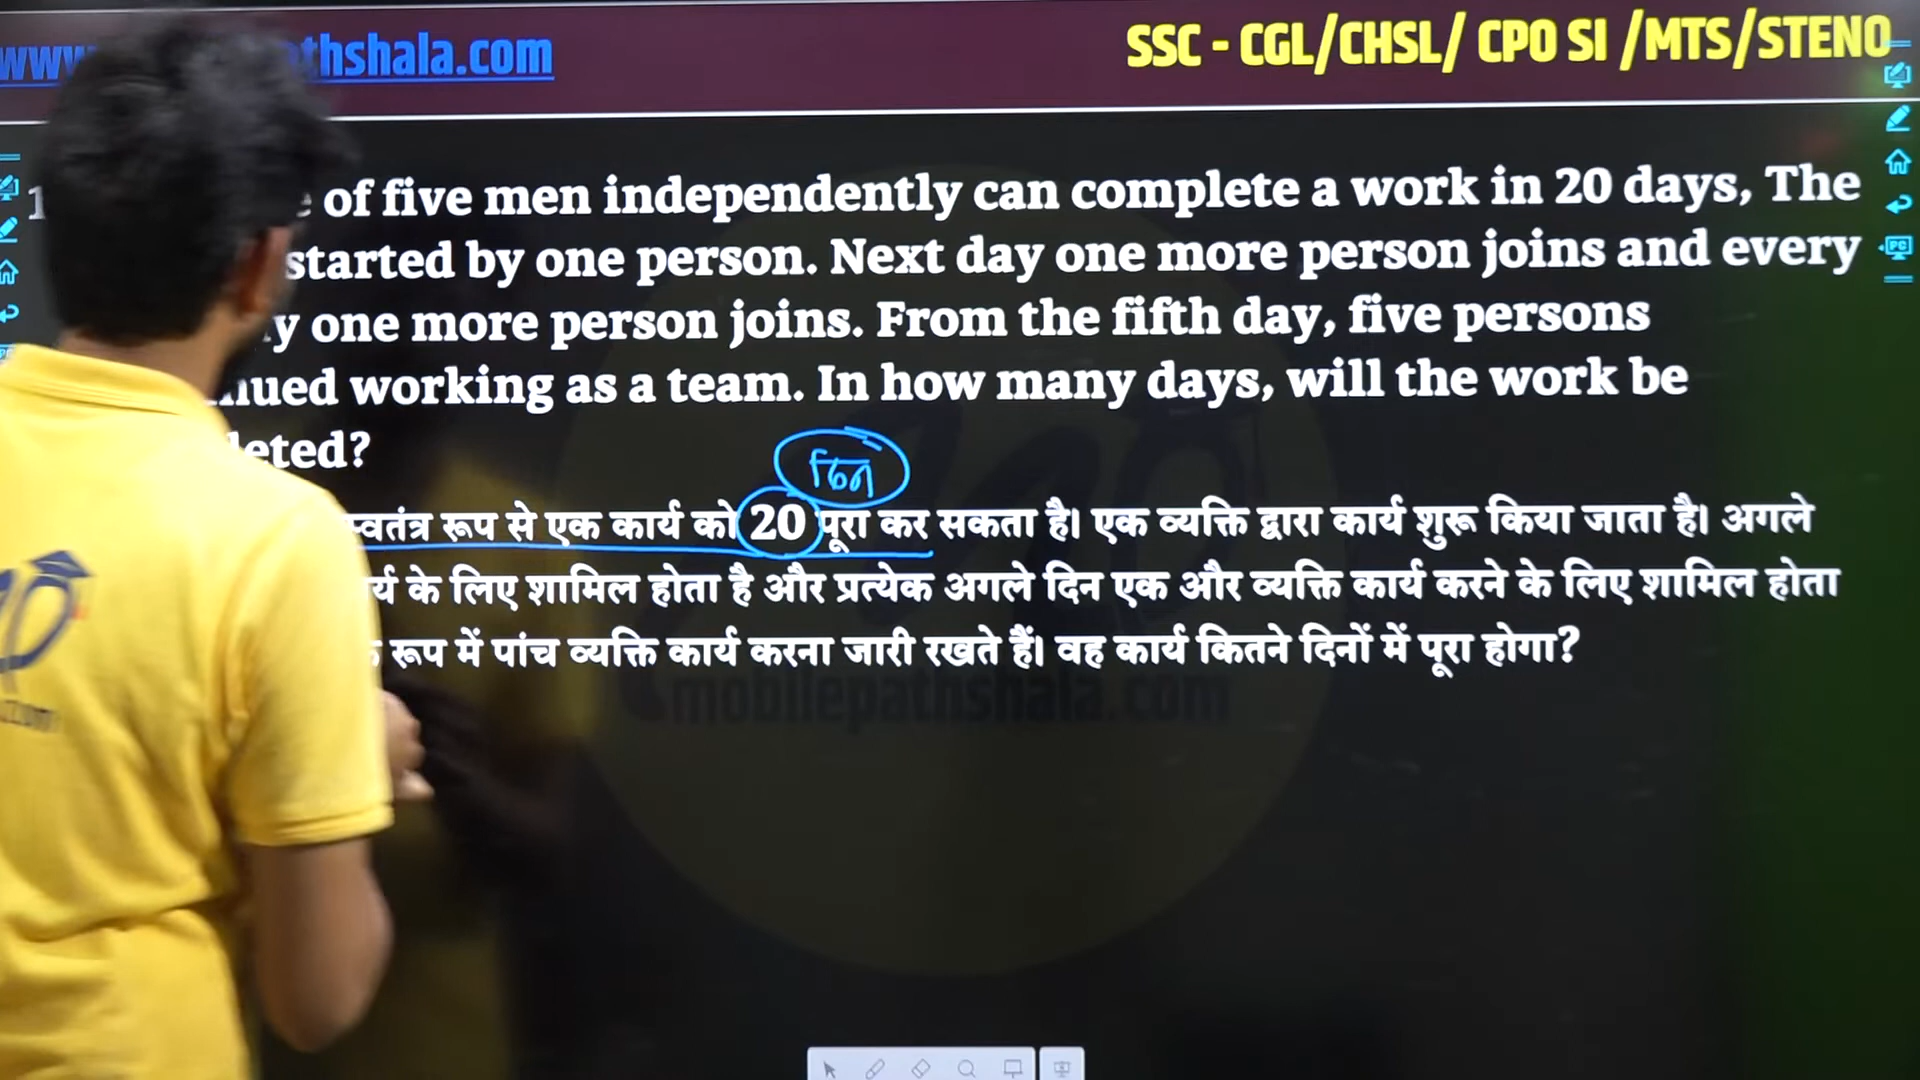 thshala.com
SSC - CGL/CHSL/ CPO SI /MTS/STENO
of five men independently can complete a work in 20 days, The
started by one person. Next day one more person joins and every
one more person joins. From the fifth day, five persons
working as a team. In how many days, will the work be
दिन
रूप से एक कार्य को 20 पूरा कर सकता है। एक व्यक्ति द्वारा कार्य शुरू किया जाता है। अगले
के लिए शामिल होता है और प्रत्येक अगले दिन एक और व्यक्ति कार्य करने के लिए शामिल होता
रूप में पांच व्यक्ति कार्य करना जारी रखते हैं। वह कार्य कितने दिनों में पूरा होगा?
mobilepathshala.com